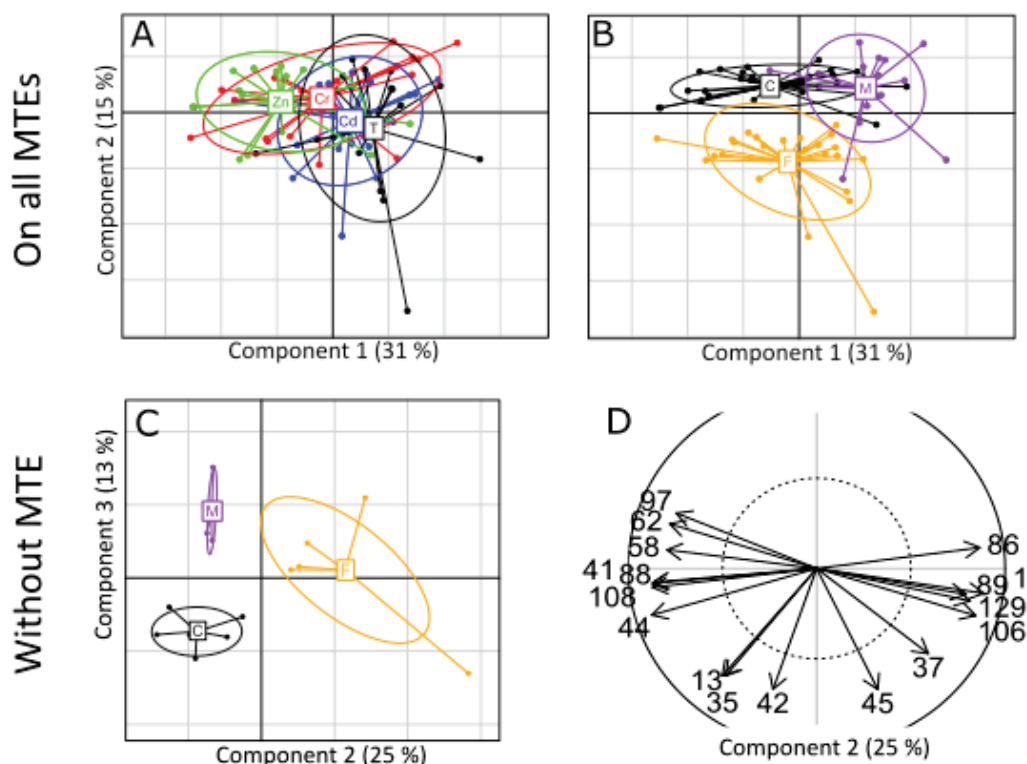 On all MTEs
Component 2 (15 %)
A
Zn
Cr
Cd
T
Component 1 (31 %)
B
C
M
F
Component 1 (31 %)
Without MTE
Component 3 (13 %)
C
M
F
C
Component 2 (25 %)
D
97
62
58
41 88
108
44
13
35
42
45
37
86
89 1
129
106
Component 2 (25 %)